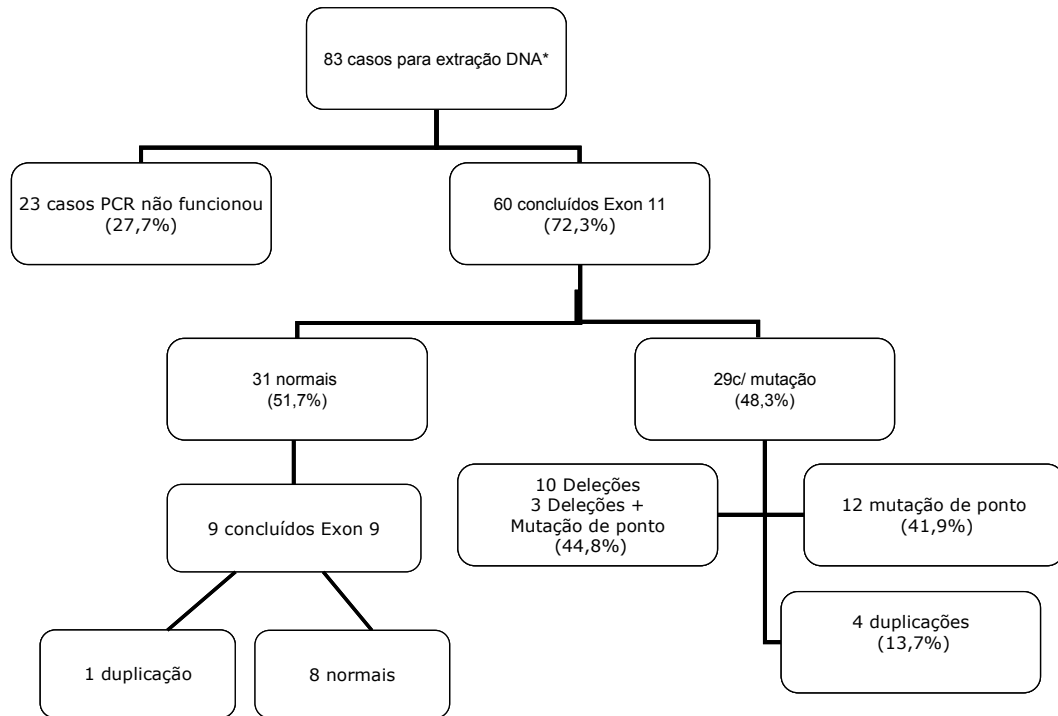 83 casos para extração DNA*
23 casos PCR não funcionou
(27,7%)
60 concluídos Exon 11
(72,3%)
31 normais
(51,7%)
29c/ mutação
(48,3%)
10 Deleções
3 Deleções +
Mutação de ponto
(44,8%)
12 mutação de ponto
(41,9%)
9 concluídos Exon 9
4 duplicações
(13,7%)
1 duplicação
8 normais